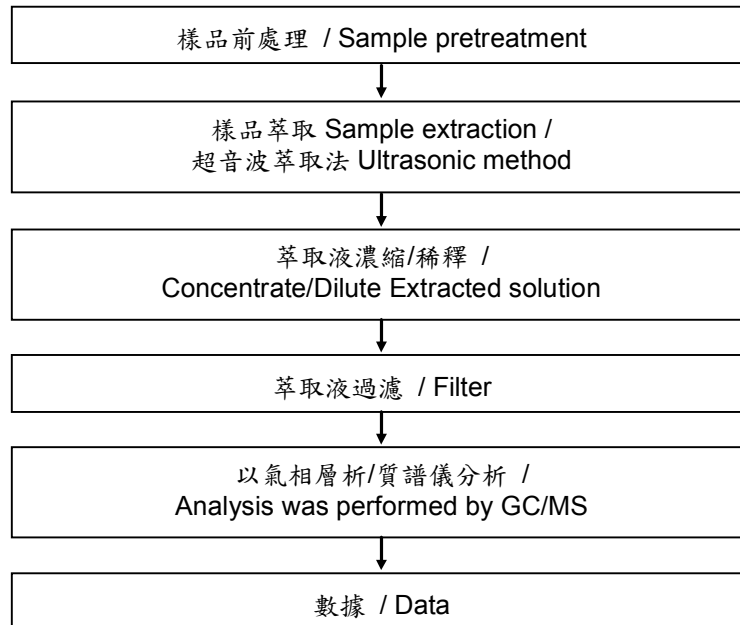 樣品前處理 / Sample pretreatment
樣品萃取 Sample extraction /
超音波萃取法 Ultrasonic method
萃取液濃縮/稀釋 /
Concentrate/Dilute Extracted solution
萃取液過濾 / Filter
以氣相層析/質譜儀分析 /
Analysis was performed by GC/MS
數據 / Data